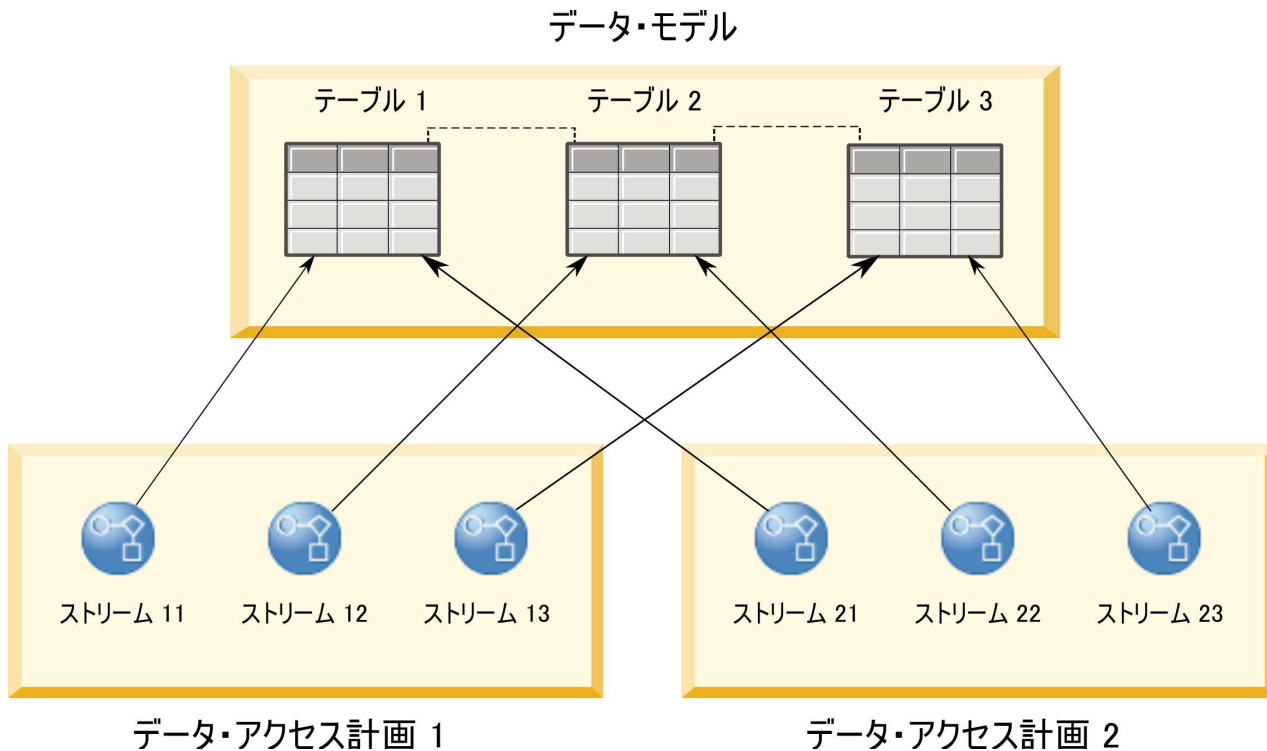 データ・モデル
テーブル 1
テーブル 2
テーブル 3
ストリーム 11
ストリーム 12
ストリーム 13
ストリーム 21
ストリーム 22
ストリーム 23
データ・アクセス計画 1
データ・アクセス計画 2